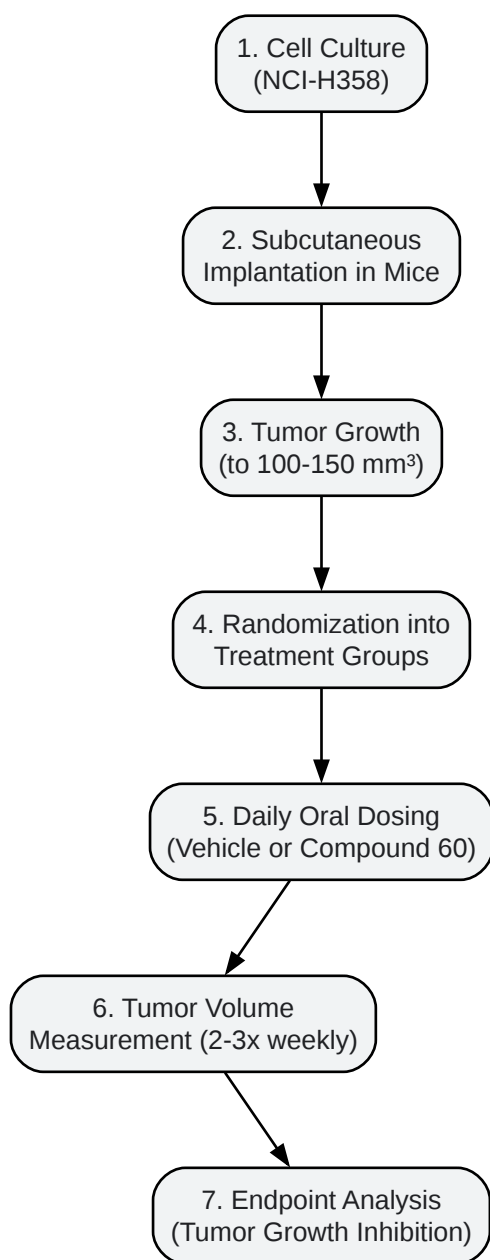 1. Cell Culture
(NCI-H358)
2. Subcutaneous
Implantation in Mice
3. Tumor Growth
(to 100-150 mm³)
4. Randomization into
Treatment Groups
5. Daily Oral Dosing
(Vehicle or Compound 60)
6. Tumor Volume
Measurement (2-3x weekly)
7. Endpoint Analysis
(Tumor Growth Inhibition)